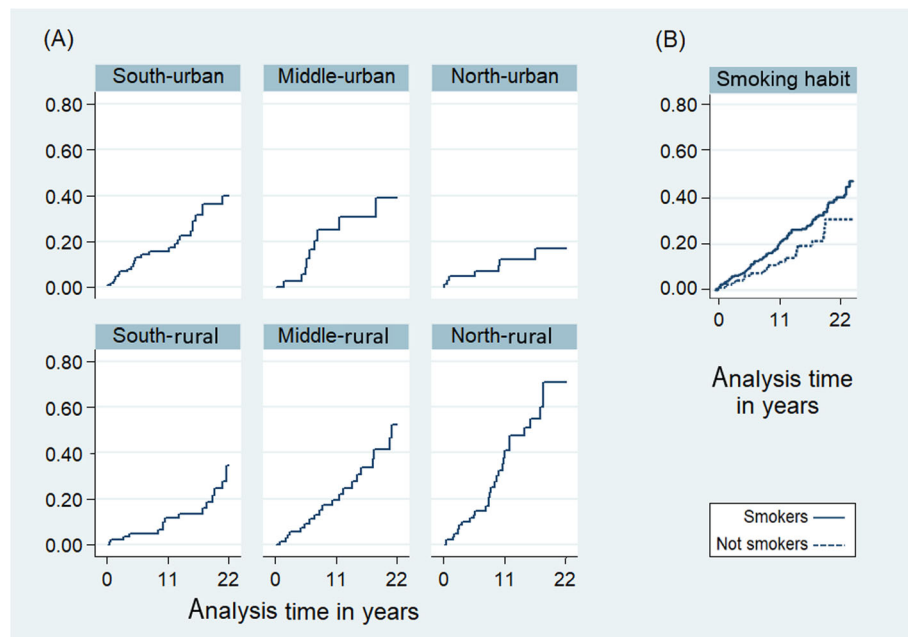 (A)
(B)
South-urban
Middle-urban
North-urban
Smoking habit
0.80
0.60
0.40
0.20
0.00
0.80
0.60
0.40
0.20
0.00
0 11 22
Analysis time
in years
South-rural
Middle-rural
North-rural
0.80
0.60
0.40
0.20
0.00
0 11 22
0 11 22
0 11 22
Analysis time in years
Smokers
Not smokers